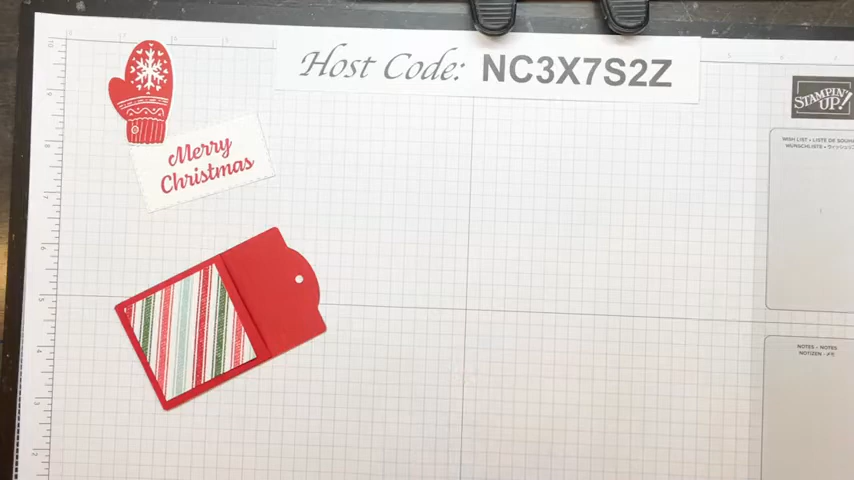 Host Code: NC3X7S2Z
STAMPIN'
UP!
Merry
Christmas
NOTES • NOTES